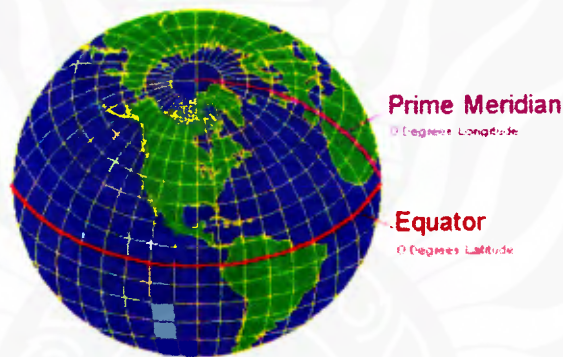 Prime Meridian
0 Degrees Longitude
Equator
0 Degrees Latitude